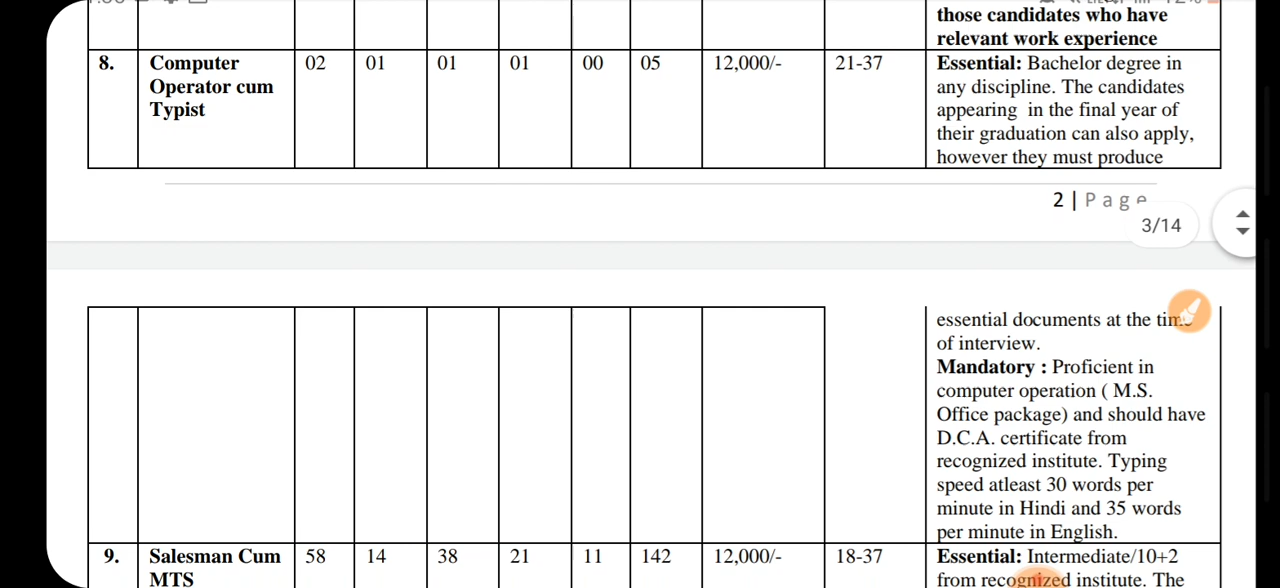 those candidates who have
relevant work experience
8. Computer Operator cum Typist 02 01 01 01 00 05 12,000/- 21-37 Essential: Bachelor degree in
any discipline. The candidates
appearing in the final year of
their graduation can also apply,
however they must produce
2 | Page
3/14
essential documents at the time
of interview.
Mandatory : Proficient in
computer operation ( M.S.
Office package) and should have
D.C.A. certificate from
recognized institute. Typing
speed atleast 30 words per
minute in Hindi and 35 words
per minute in English.
9. Salesman Cum MTS 58 14 38 21 11 142 12,000/- 18-37 Essential: Intermediate/10+2
from recognized institute. The